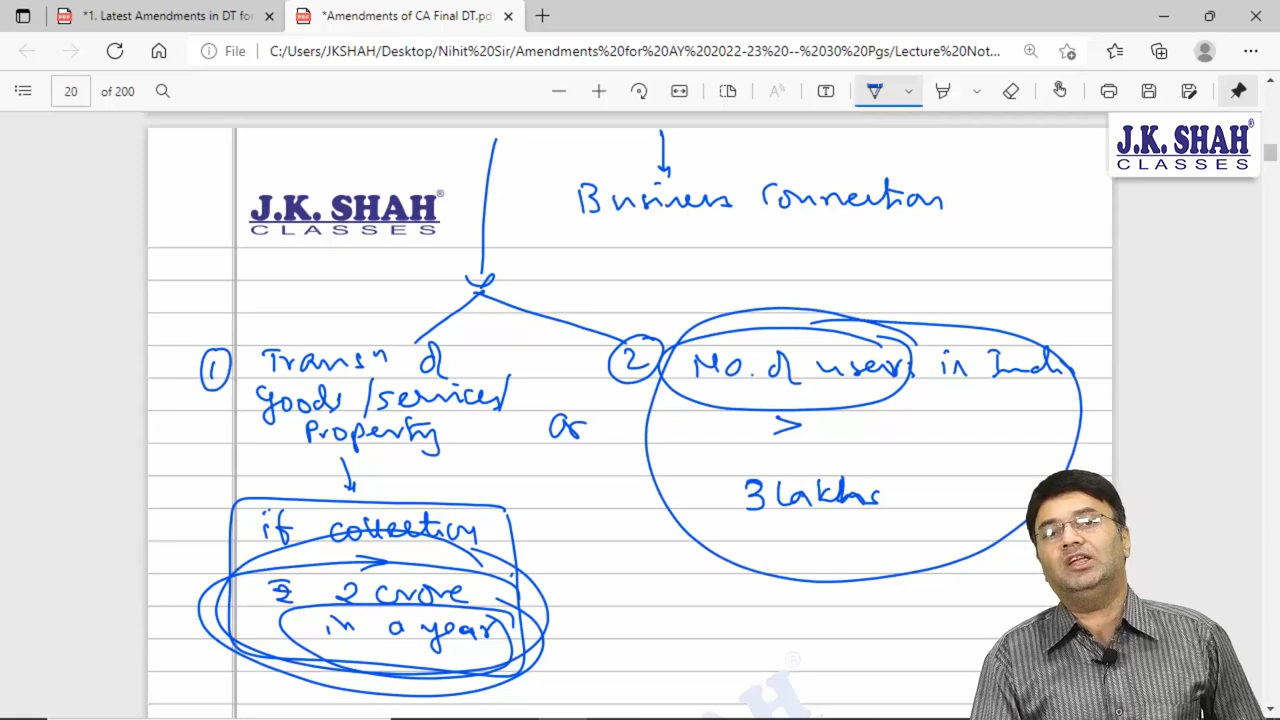 *1. Latest Amendments in DT for
*Amendments of CA Final DT.pd
File
C:/Users/JKSHAH/Desktop/Nihit%20Sir/Amendments%20for%20AY%202022-23%20--%2030%20Pgs/Lecture%20Not...
20 of 200
J.K. SHAH®
CLASSES
J.K. SHAH®
CLASSES
Business Connection
① Transn of
goods/services/
Property
or
② No. of users in Indi
>
3 lakhs
if collection
>
₹ 2 crore
in a year